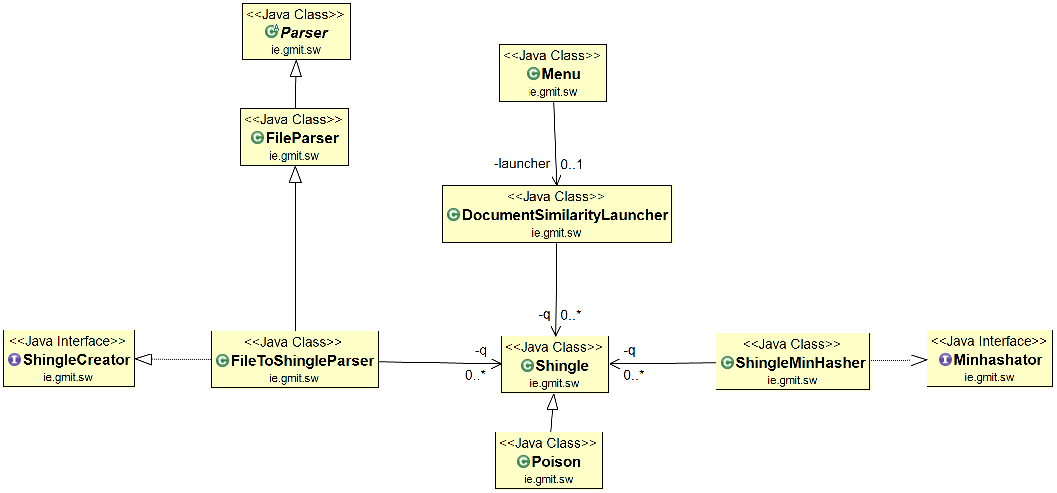 <<Java Class>>
Parser
ie.gmit.sw
<<Java Class>>
Menu
ie.gmit.sw
<<Java Class>>
FileParser
ie.gmit.sw
-launcher 0..1
<<Java Class>>
DocumentSimilarityLauncher
ie.gmit.sw
-q 0..*
<<Java Interface>>
ShingleCreator
ie.gmit.sw
<<Java Class>>
FileToShingleParser
ie.gmit.sw
-q
0..*
<<Java Class>>
Shingle
ie.gmit.sw
-q
0..*
<<Java Class>>
ShingleMinHasher
ie.gmit.sw
<<Java Interface>>
Minhashator
ie.gmit.sw
<<Java Class>>
Poison
ie.gmit.sw